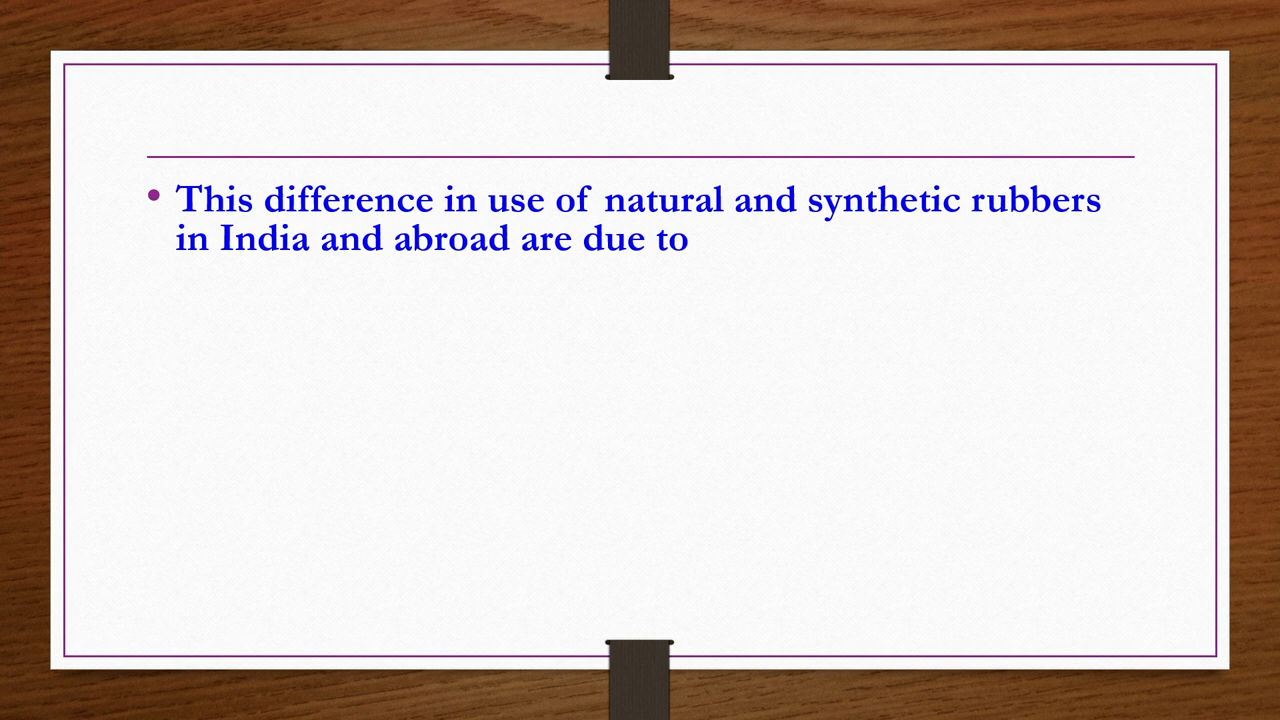 • This difference in use of natural and synthetic rubbers
in India and abroad are due to